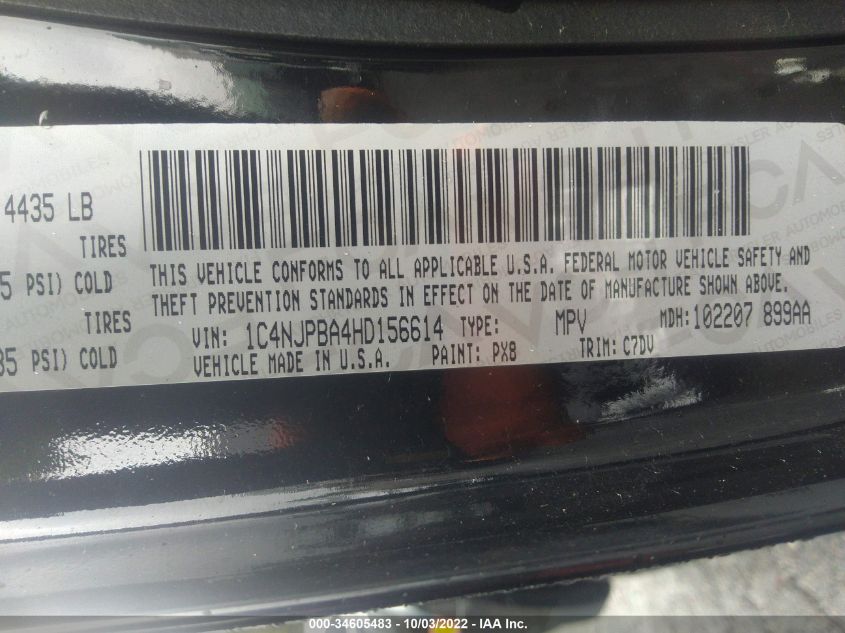 4435 LB
TIRES
5 PSI) COLD
TIRES
35 PSI) COLD
THIS VEHICLE CONFORMS TO ALL APPLICABLE U.S.A. FEDERAL MOTOR VEHICLE SAFETY AND
THEFT PREVENTION STANDARDS IN EFFECT ON THE DATE OF MANUFACTURE SHOWN ABOVE.
VIN: 1C4NJPBA4HD156614 TYPE: MPV MDH:102207 899AA
VEHICLE MADE IN U.S.A. PAINT: PX8 TRIM: C7DV
000-34605483 - 10/03/2022 - IAA Inc.